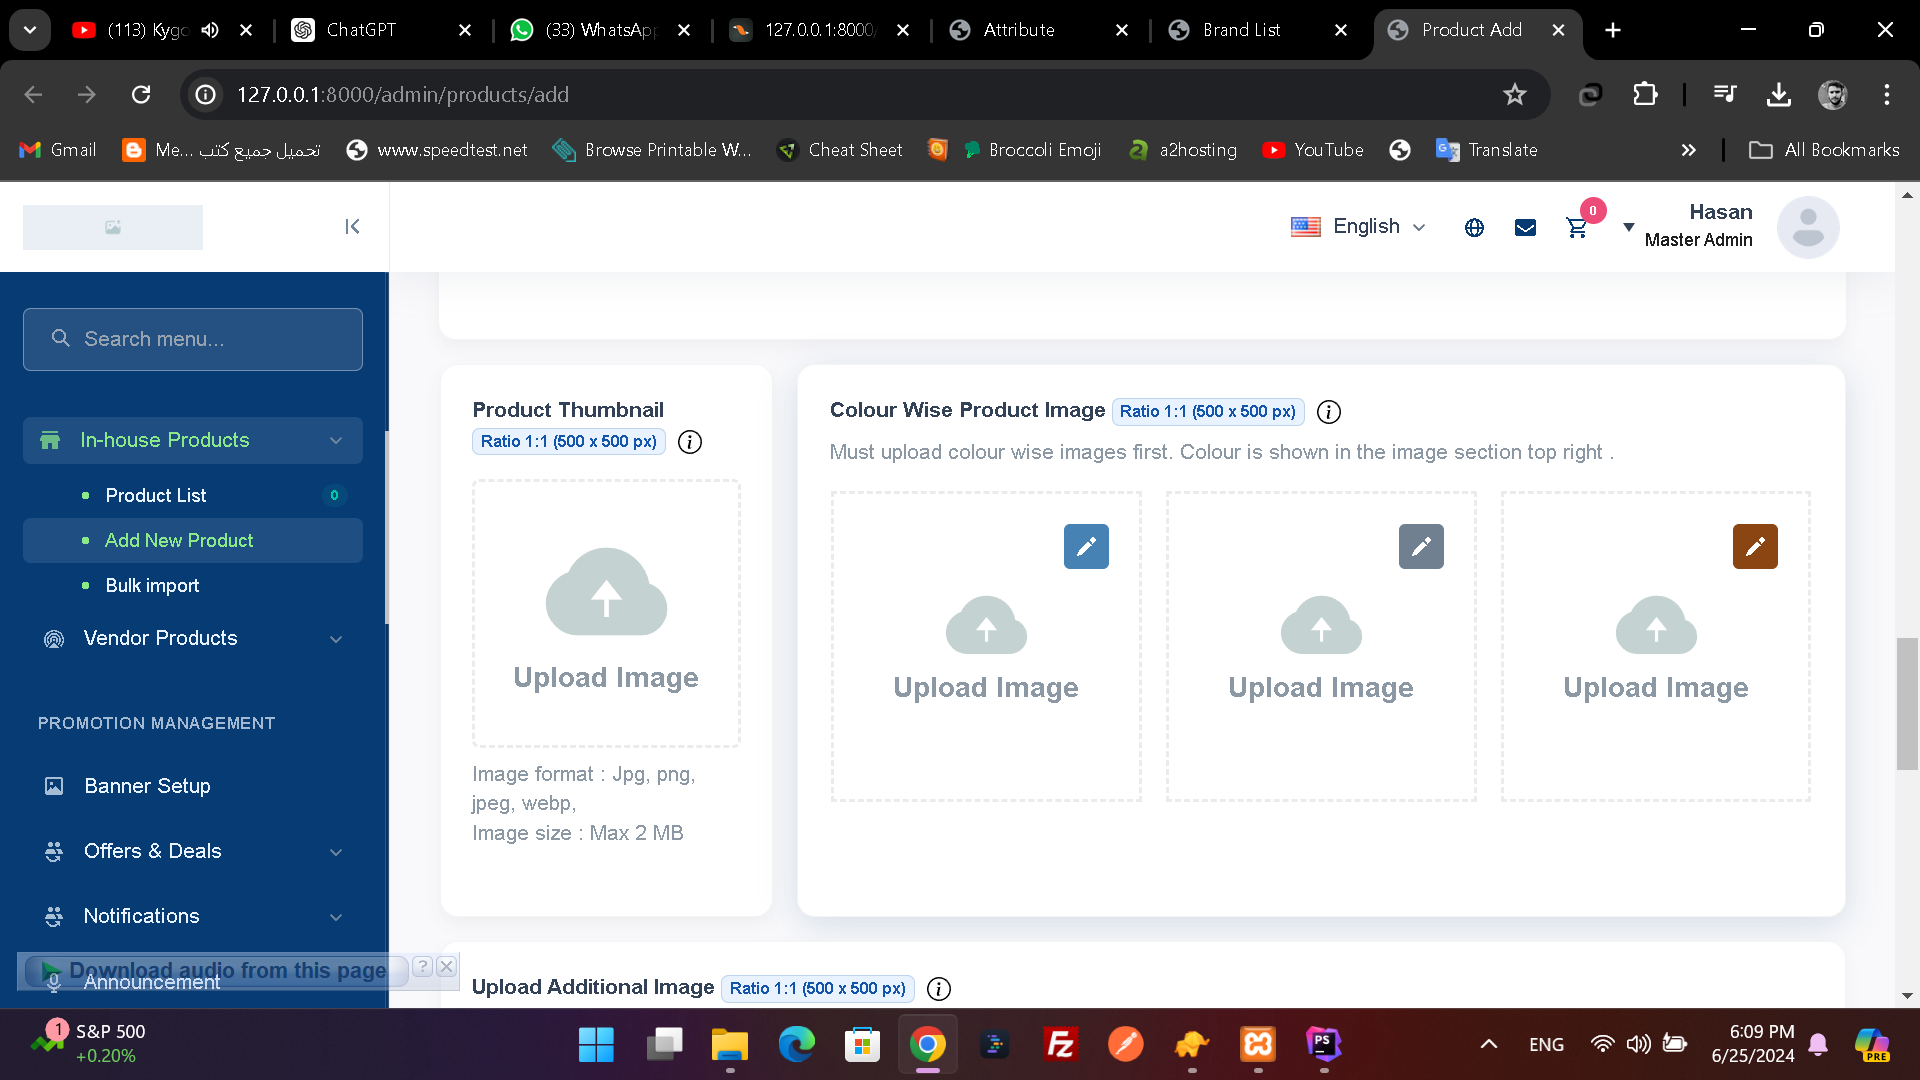 (113) Kygo
ChatGPT
(33) WhatsApp
127.0.0.1:8000/
Attribute
Brand List
Product Add
127.0.0.1:8000/admin/products/add
Gmail
Me... تحميل جميع كتب
www.speedtest.net
Browse Printable W...
Cheat Sheet
Broccoli Emoji
a2hosting
YouTube
Translate
All Bookmarks
English
0
Hasan
Master Admin
Search menu...
In-house Products
Product List
0
Add New Product
Bulk import
Vendor Products
PROMOTION MANAGEMENT
Banner Setup
Offers & Deals
Notifications
Announcement
Download audio from this page
?
Product Thumbnail
Ratio 1:1 (500 x 500 px)
Upload Image
Image format : Jpg, png,
jpeg, webp,
Image size : Max 2 MB
Colour Wise Product Image Ratio 1:1 (500 x 500 px)
Must upload colour wise images first. Colour is shown in the image section top right .
Upload Image
Upload Image
Upload Image
Upload Additional Image Ratio 1:1 (500 x 500 px)
1
S&P 500
+0.20%
Fz
PS
ENG
6:09 PM
6/25/2024
PRE